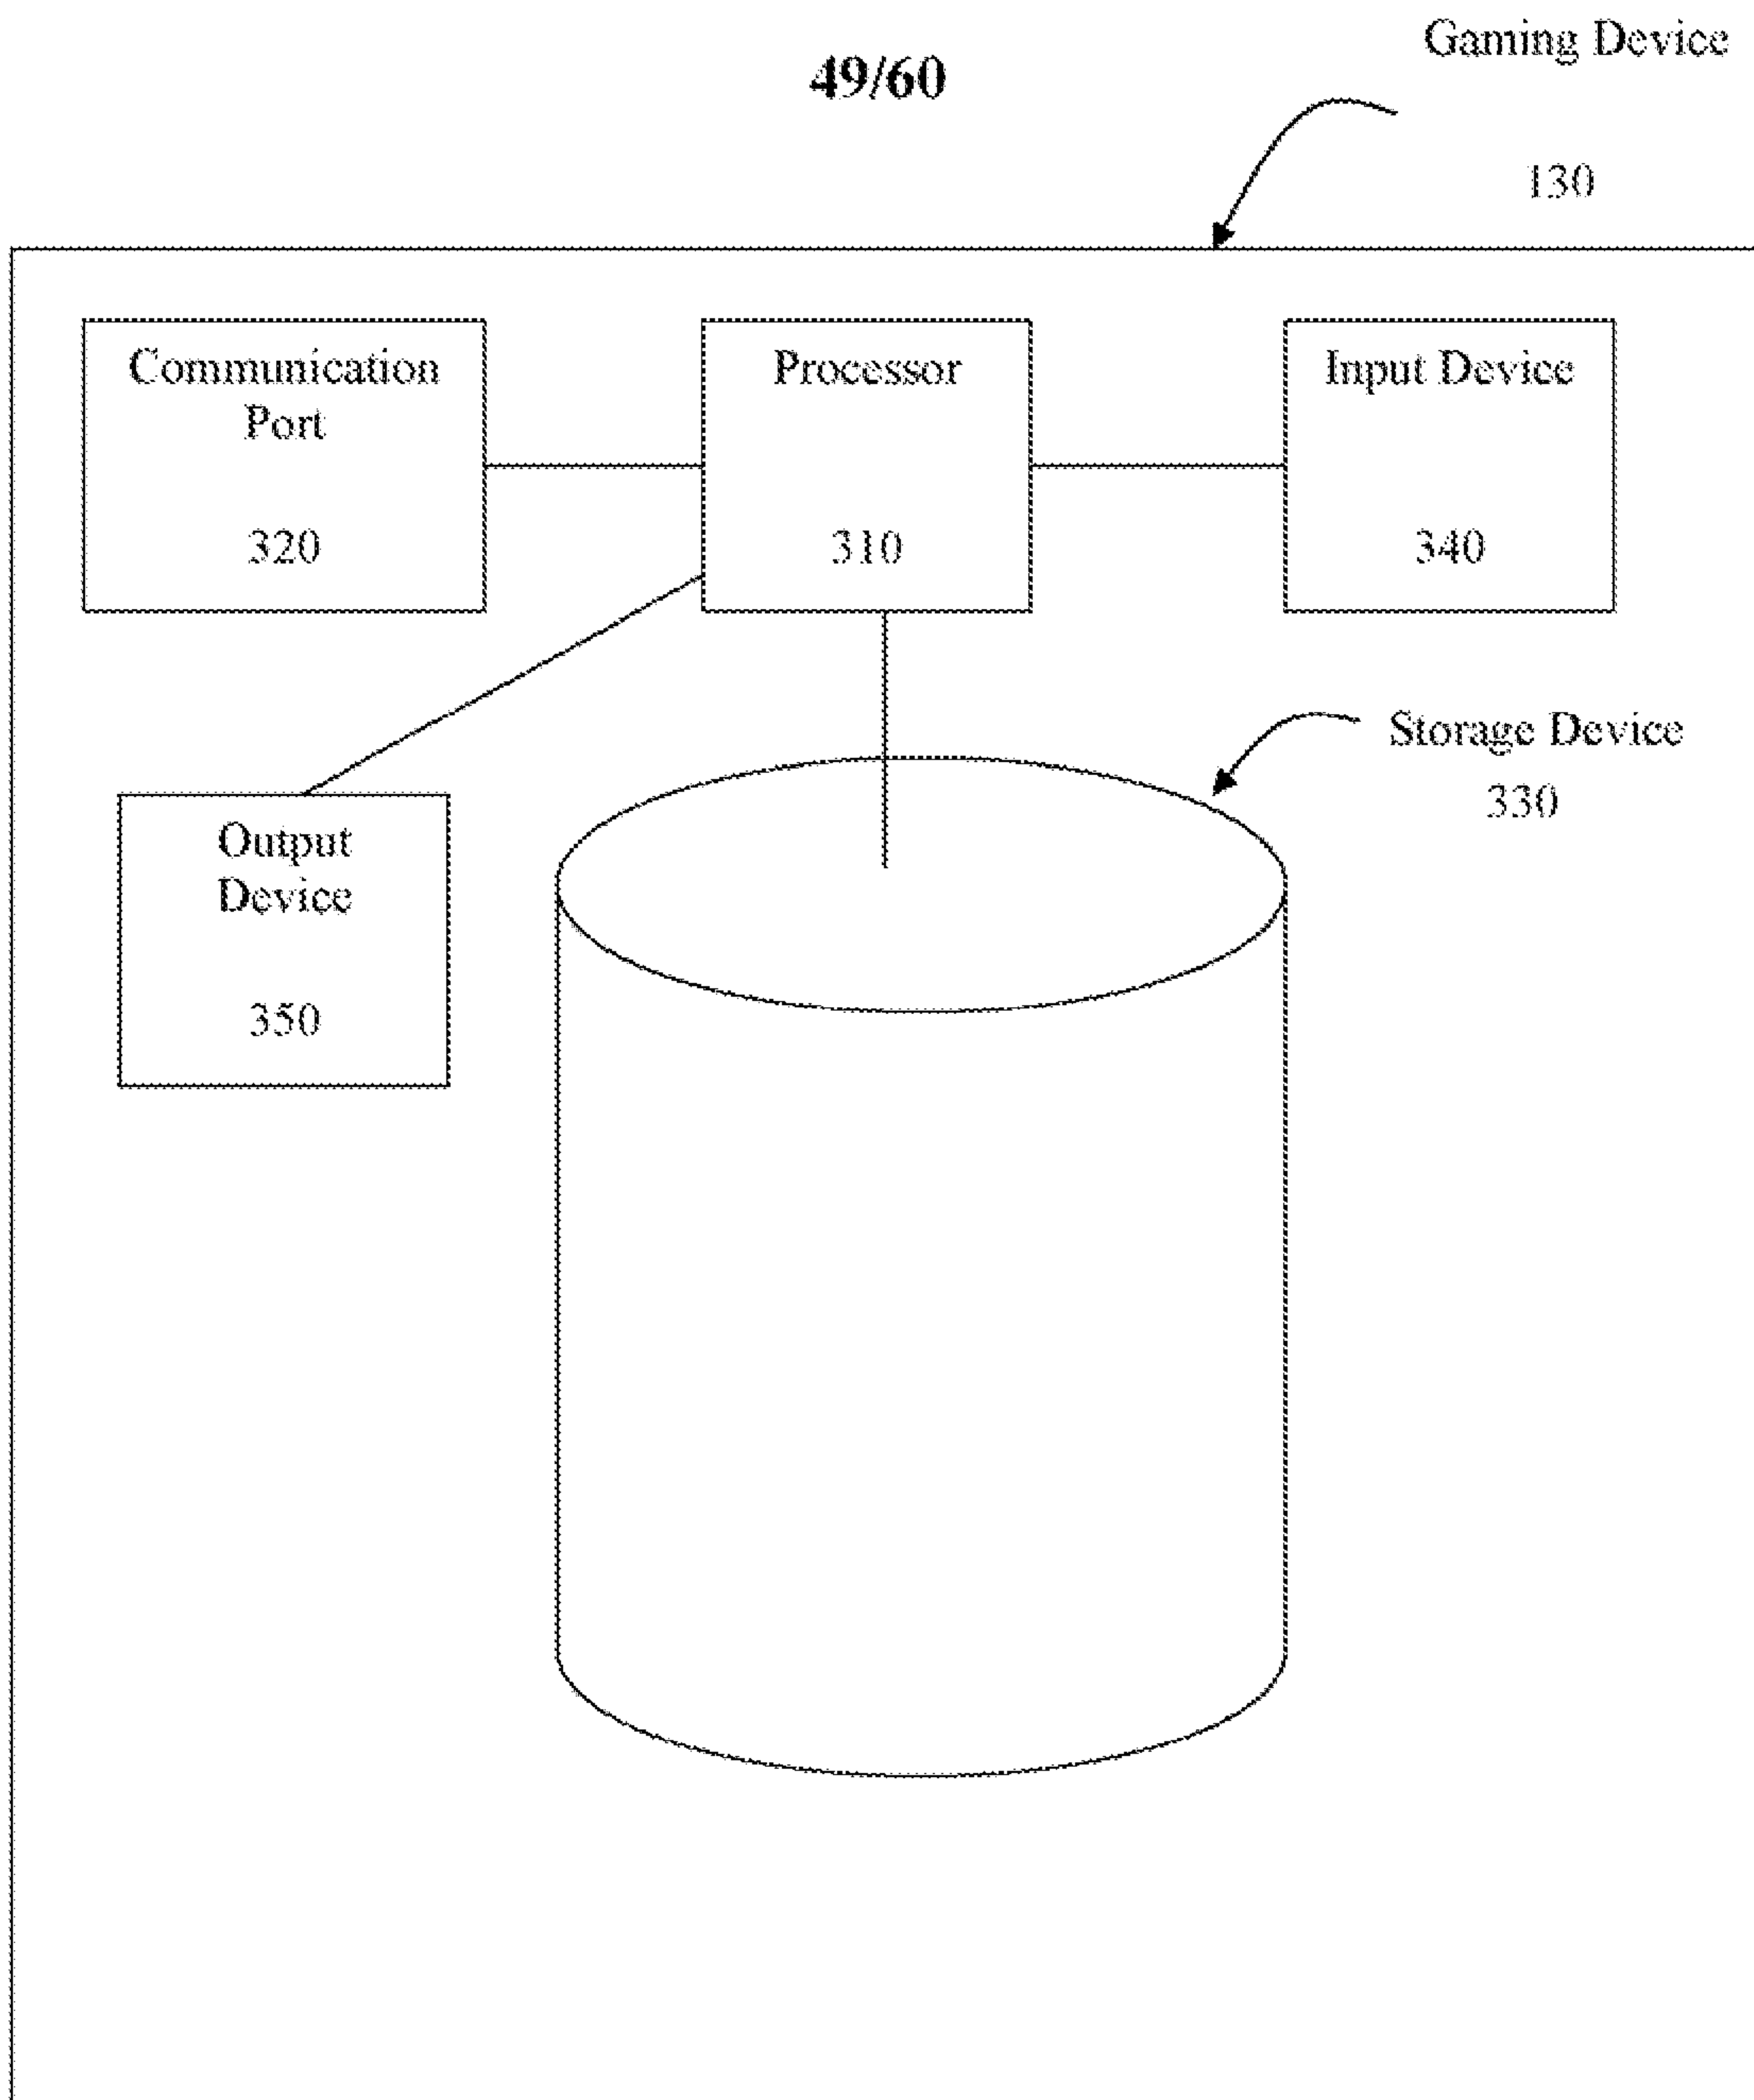 49/60
Gaming Device
130
Communication
Port
320
Processor
310
Input Device
340
Storage Device
330
Output
Device
350